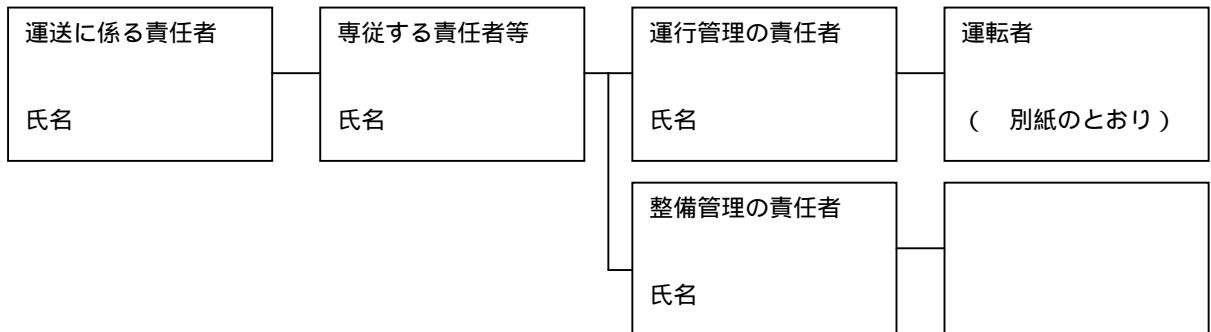 運送に係る責任者
氏名
専従する責任者等
氏名
運行管理の責任者
氏名
運転者
(　別紙のとおり)
整備管理の責任者
氏名